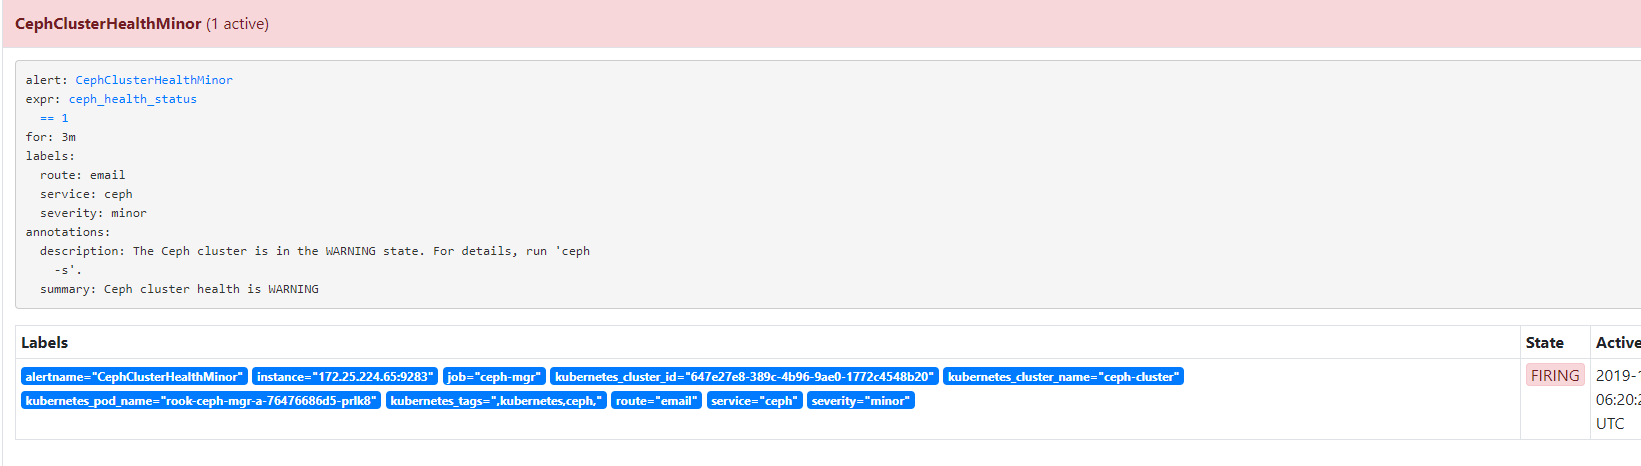 CephClusterHealthMinor (1 active)
alert: CephClusterHealthMinor
expr: ceph_health_status
== 1
for: 3m
labels:
route: email
service: ceph
severity: minor
annotations:
description: The Ceph cluster is in the WARNING state. For details, run 'ceph
-s'.
summary: Ceph cluster health is WARNING
Labels State Active
alertname="CephClusterHealthMinor" instance="172.25.224.65:9283" job="ceph-mgr" kubernetes_cluster_id="647e27e8-389c-4b96-9ae0-1772c4548b20" kubernetes_cluster_name="ceph-cluster" FIRING 2019-1
kubernetes_pod_name="rook-ceph-mgr-a-76476686d5-prlk8" kubernetes_tags=",kubernetes,ceph," route="email" service="ceph" severity="minor" 06:20:2
UTC